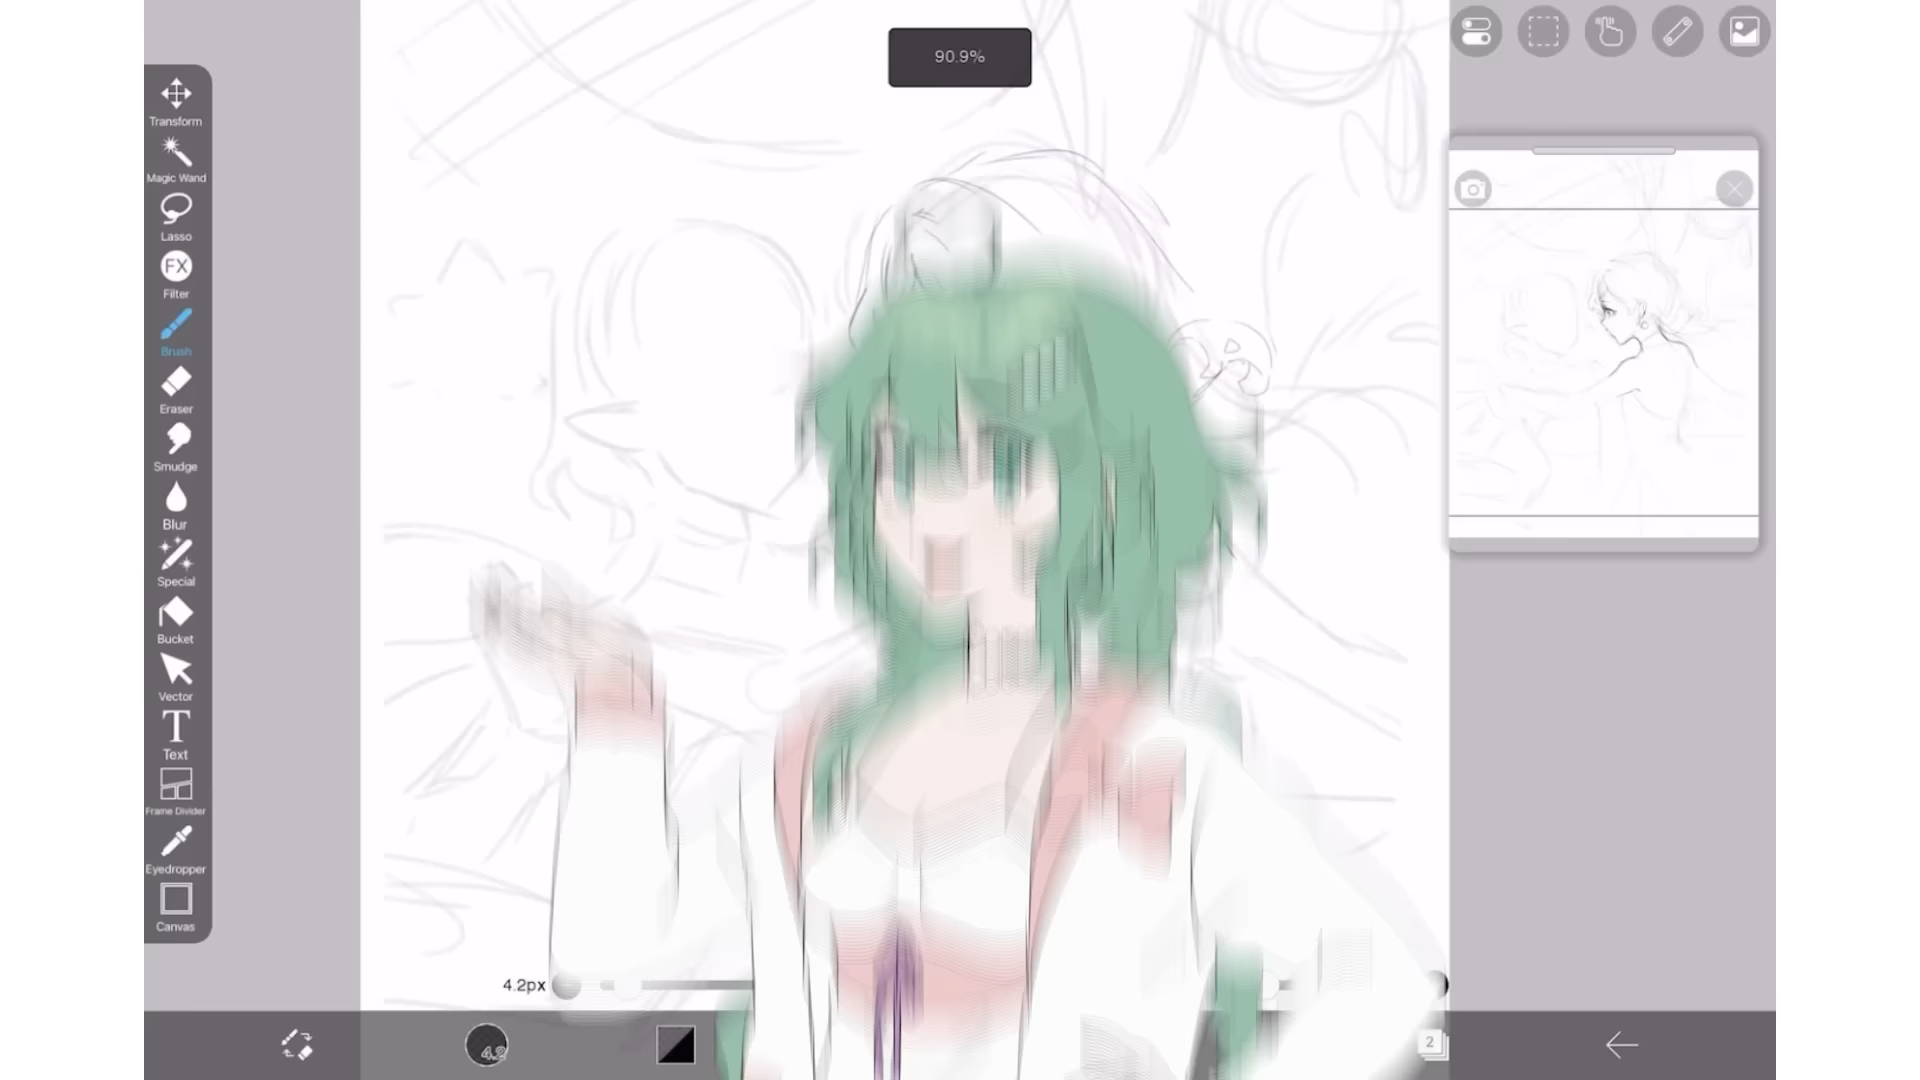 90.9%
Transform
Magic Wand
Lasso
FX
Filter
Brush
Eraser
Smudge
Blur
Special
Bucket
Vector
T
Text
Frame Divider
Eyedropper
Canvas
4.2px
4.2
2